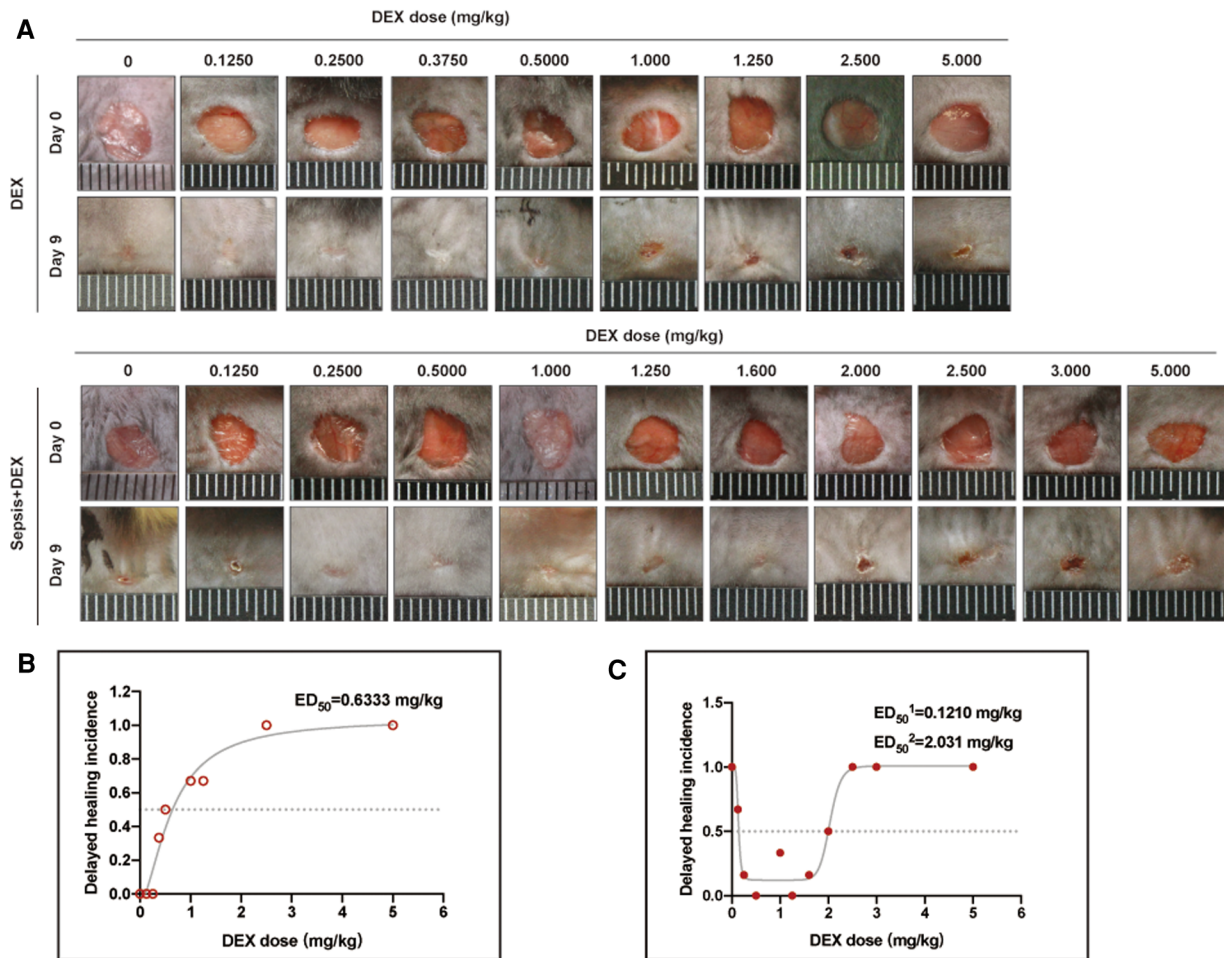 A
DEX dose (mg/kg)
0 0.1250 0.2500 0.3750 0.5000 1.000 1.250 2.500 5.000
DEX
Day 0
Day 9
DEX dose (mg/kg)
0 0.1250 0.2500 0.5000 1.000 1.250 1.600 2.000 2.500 3.000 5.000
Sepsis+DEX
Day 0
Day 9
B
ED50=0.6333 mg/kg
Delayed healing incidence
1.2
1.0
0.8
0.6
0.4
0.2
0.0
0 1 2 3 4 5 6
DEX dose (mg/kg)
C
ED50¹=0.1210 mg/kg
ED50²=2.031 mg/kg
Delayed healing incidence
1.5
1.0
0.5
0.0
0 1 2 3 4 5 6
DEX dose (mg/kg)